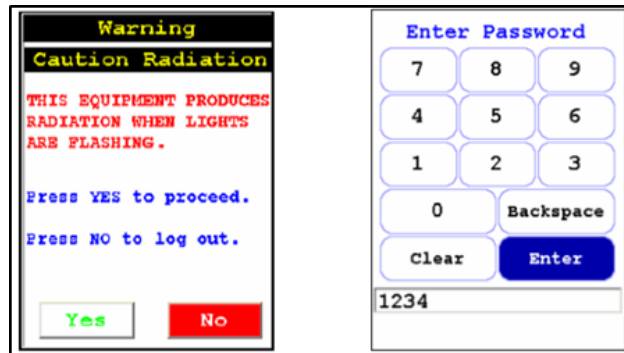 Warning
Caution Radiation
THIS EQUIPMENT PRODUCES
RADIATION WHEN LIGHTS
ARE FLASHING.
Press YES to proceed.
Press NO to log out.
Yes No
Enter Password
7 8 9
4 5 6
1 2 3
0 Backspace
Clear Enter
1234